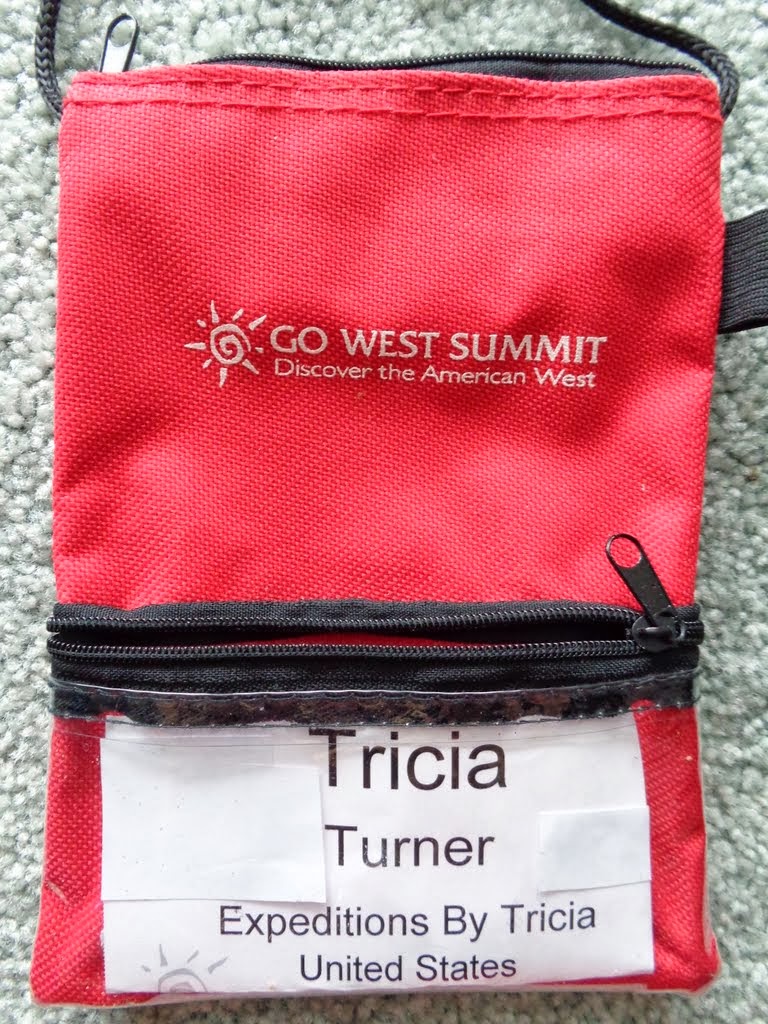 GO WEST SUMMIT
Discover the American West
Tricia
Turner
Expeditions By Tricia
United States